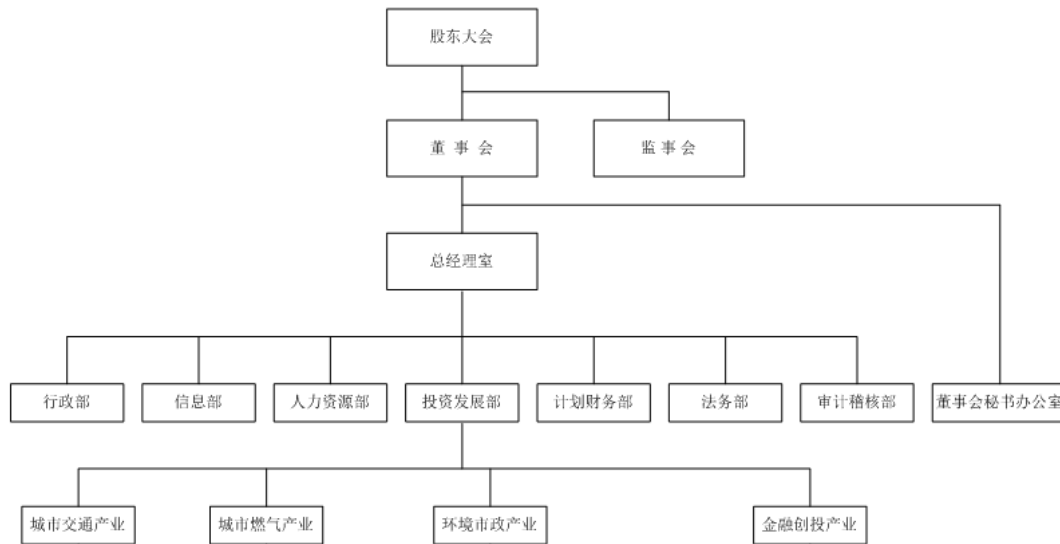 股东大会
董 事 会
监 事 会
总经理室
行政部
信息部
人力资源部
投资发展部
计划财务部
法务部
审计稽核部
董事会秘书办公室
城市交通产业
城市燃气产业
环境市政产业
金融创投产业